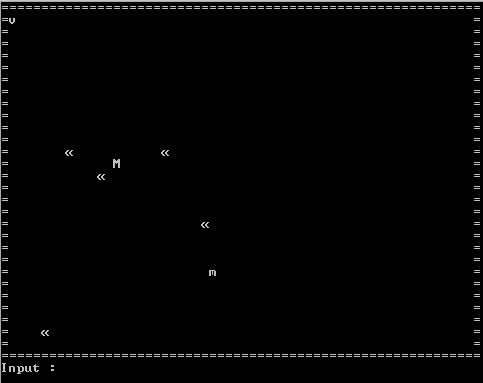 ============================================================
=v                                                         =
=                                                          =
=                                                          =
=                                                          =
=                                                          =
=                                                          =
=                                                          =
=                                                          =
=                                                          =
=                                                          =
=                                                          =
=       «           «                                      =
=             M                                            =
=           «                                              =
=                                                          =
=                                                          =
=                                                          =
=                        «                                 =
=                                                          =
=                                                          =
=                                                          =
=                         m                                =
=                                                          =
=                                                          =
=                                                          =
=                                                          =
=    «                                                     =
=                                                          =
============================================================
Input :